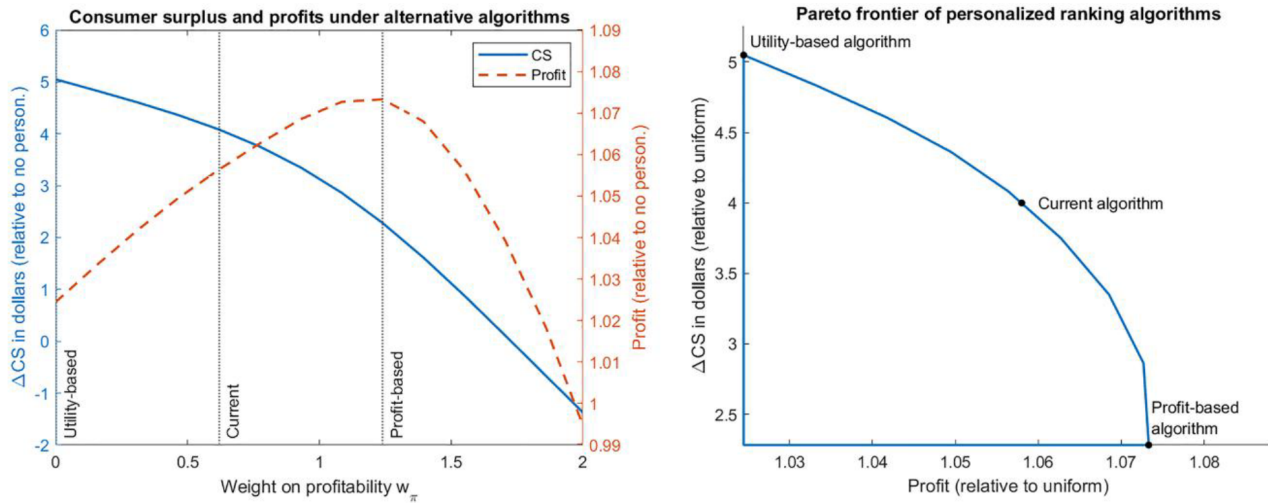 Consumer surplus and profits under alternative algorithms
6
5
4
3
2
1
0
-1
-2
ΔCS in dollars (relative to no person.)
CS
Profit
Utility-based
Current
Profit-based
1.09
1.08
1.07
1.06
1.05
1.04
1.03
1.02
1.01
1
0.99
Profit (relative to no person.)
0 0.5 1 1.5 2
Weight on profitability wπ
Pareto frontier of personalized ranking algorithms
5
4.5
4
3.5
3
2.5
ΔCS in dollars (relative to uniform)
Utility-based algorithm
Current algorithm
Profit-based
algorithm
1.03 1.04 1.05 1.06 1.07 1.08
Profit (relative to uniform)